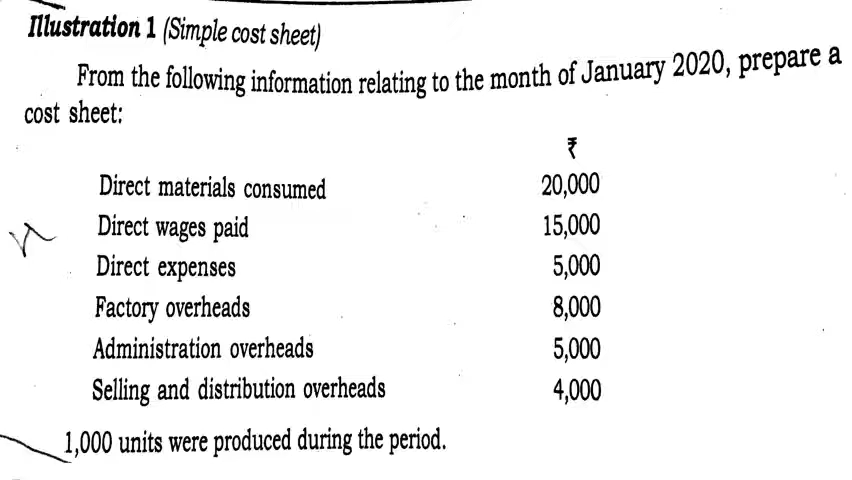 Illustration 1 (Simple cost sheet)
From the following information relating to the month of January 2020, prepare a
cost sheet:
₹
Direct materials consumed 20,000
Direct wages paid 15,000
Direct expenses 5,000
Factory overheads 8,000
Administration overheads 5,000
Selling and distribution overheads 4,000
1,000 units were produced during the period.